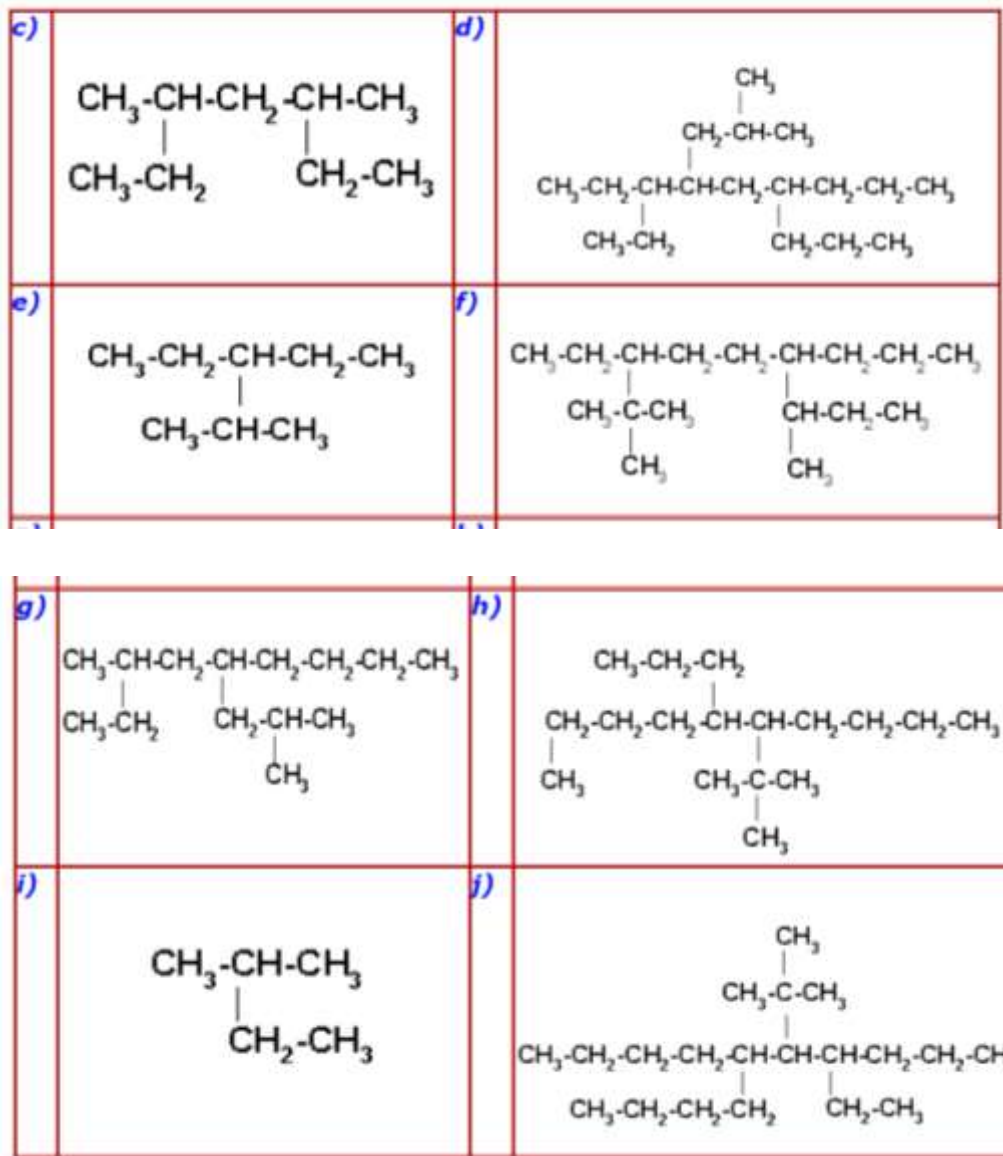 c)
CH₃-CH-CH₂-CH-CH₃
CH₃-CH₂ CH₂-CH₃
d)
CH₃
CH₂-CH-CH₃
CH₃-CH₂-CH-CH-CH₂-CH-CH₂-CH₂-CH₃
CH₃-CH₂ CH₂-CH₂-CH₃
e)
CH₃-CH₂-CH-CH₂-CH₃
CH₃-CH-CH₃
f)
CH₃-CH₂-CH-CH₂-CH₂-CH-CH₂-CH₂-CH₃
CH₃-C-CH₃ CH-CH₂-CH₃
CH₃ CH₃
g)
CH₃-CH-CH₂-CH-CH₂-CH₂-CH₂-CH₃
CH₃-CH₂ CH₂-CH-CH₃
CH₃
h)
CH₃-CH₂-CH₂
CH₂-CH₂-CH₂-CH-CH-CH₂-CH₂-CH₂-CH₃
CH₃ CH₃-C-CH₃
CH₃
i)
CH₃-CH-CH₃
CH₂-CH₃
j)
CH₃
CH₃-C-CH₃
CH₃-CH₂-CH₂-CH₂-CH-CH-CH-CH₂-CH₂-CH
CH₃-CH₂-CH₂-CH₂ CH₂-CH₃